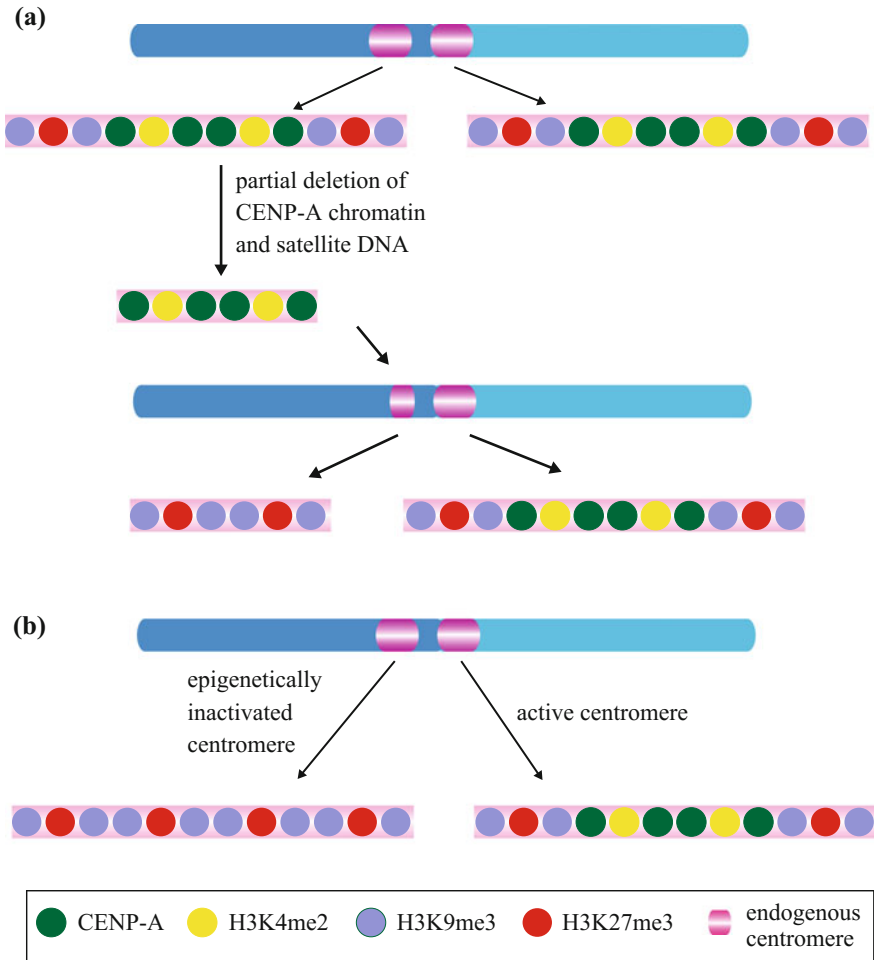 (a)
partial deletion of
CENP-A chromatin
and satellite DNA
(b)
epigenetically
inactivated
centromere
active centromere
CENP-A
H3K4me2
H3K9me3
H3K27me3
endogenous
centromere